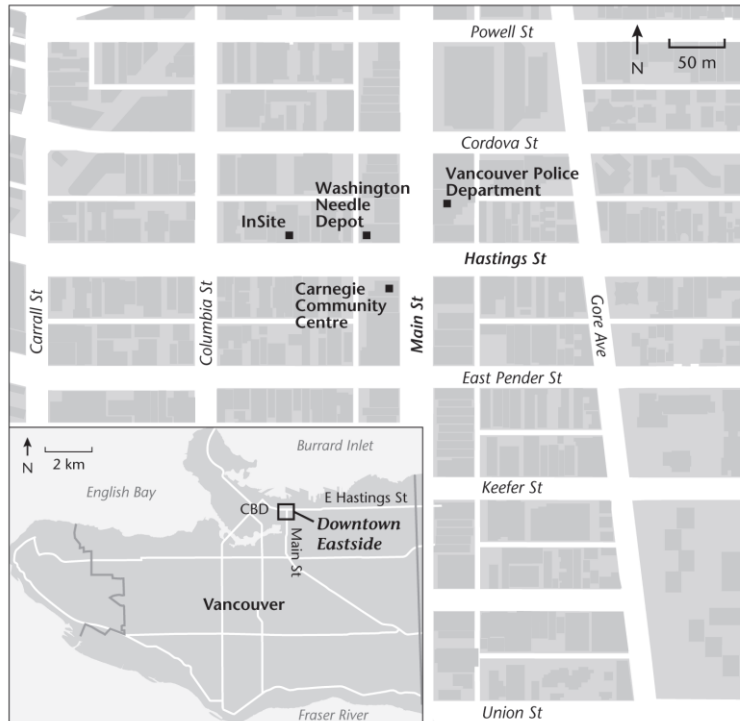 Powell St
N
50 m
Cordova St
Vancouver Police
Department
Washington
Needle
Depot
InSite
Hastings St
Carnegie
Community
Centre
Carrall St
Columbia St
Main St
Gore Ave
East Pender St
Keefer St
Union St
N
2 km
Burrard Inlet
English Bay
E Hastings St
CBD
Downtown
Eastside
Main St
Vancouver
Fraser River